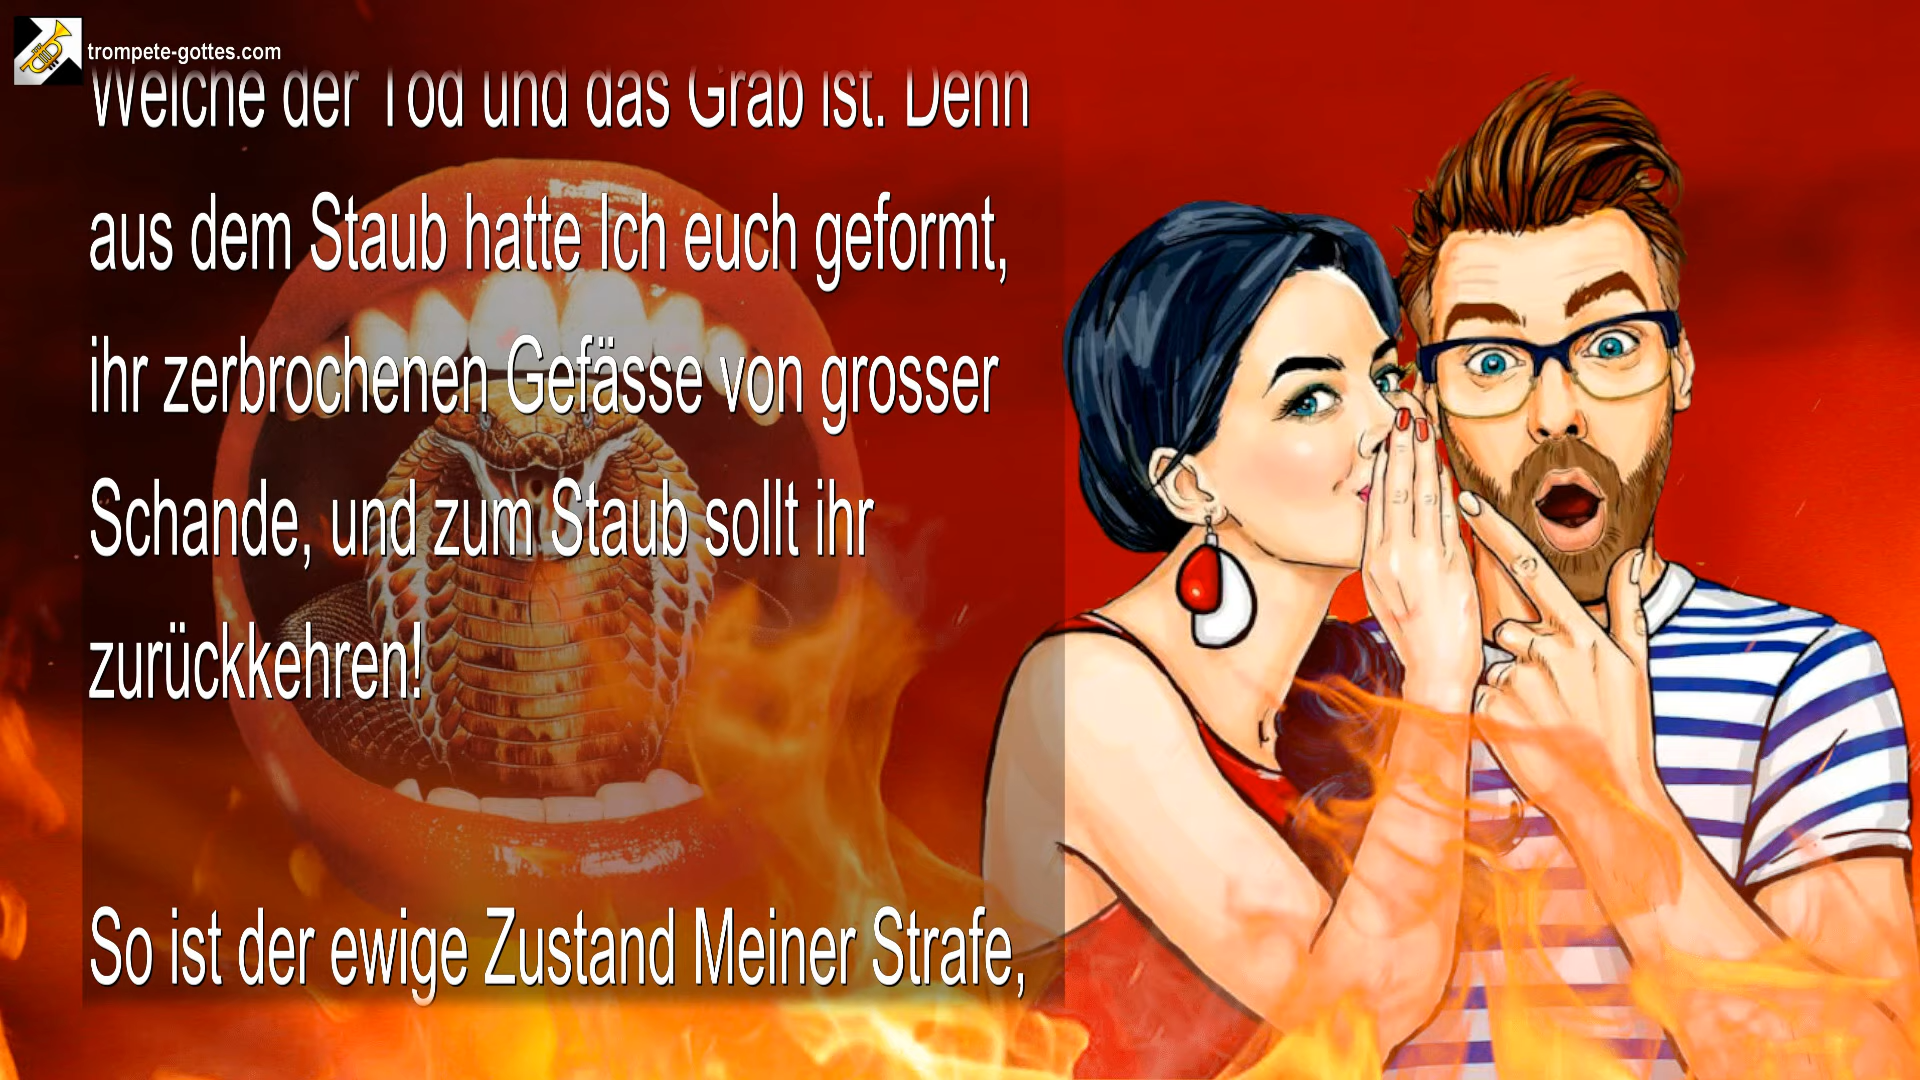 trompete-gottes.com
Welche der Tod und das Grab ist. Denn
aus dem Staub hatte Ich euch geformt,
ihr zerbrochenen Gefässe von grosser
Schande, und zum Staub sollt ihr
zurückkehren!
So ist der ewige Zustand Meiner Strafe,